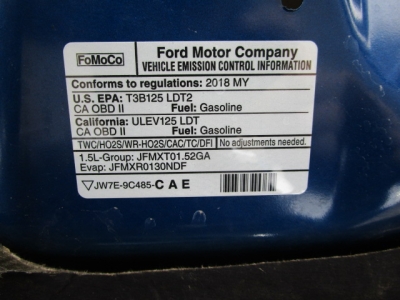 FoMoCo
Ford Motor Company
VEHICLE EMISSION CONTROL INFORMATION
Conforms to regulations: 2018 MY
U.S. EPA: T3B125 LDT2
CA OBD II Fuel: Gasoline
California: ULEV125 LDT
CA OBD II Fuel: Gasoline
TWC/HO2S/WR-HO2S/CAC/TC/DFI No adjustments needed.
1.5L-Group: JFMXT01.52GA
Evap: JFMXR0130NDF
▽JW7E-9C485-C A E